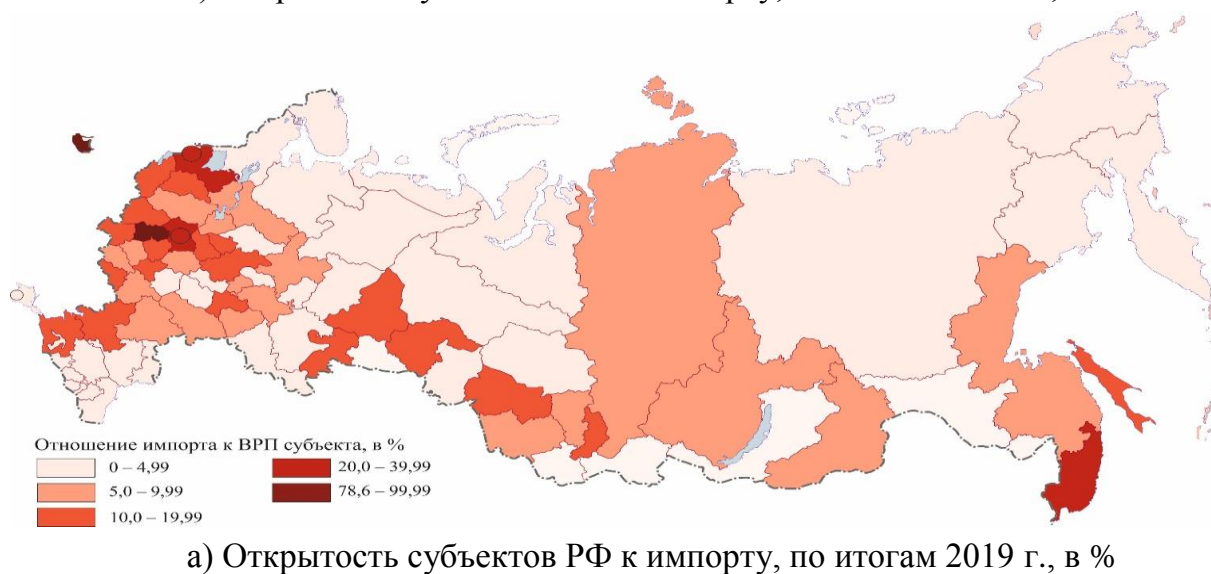 Отношение импорта к ВРП субъекта, в %
0 – 4,99
20,0 – 39,99
5,0 – 9,99
78,6 – 99,99
10,0 – 19,99
а) Открытость субъектов РФ к импорту, по итогам 2019 г., в %